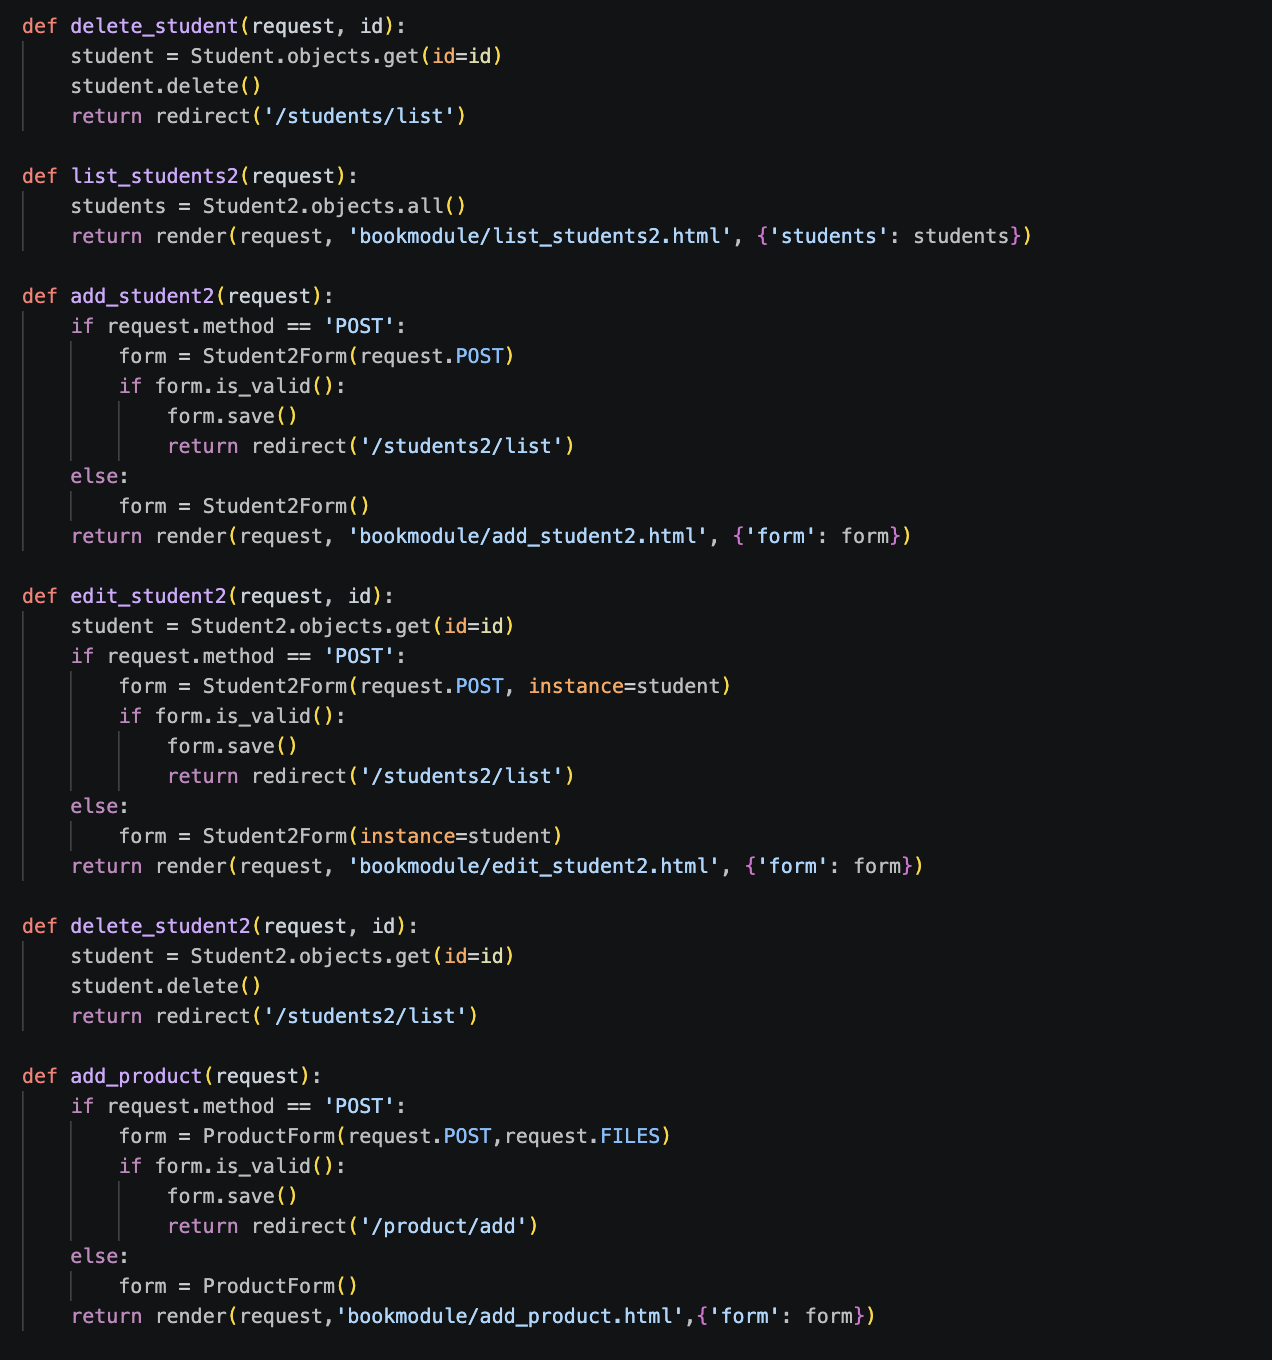 def delete_student(request, id):
    student = Student.objects.get(id=id)
    student.delete()
    return redirect('/students/list')

def list_students2(request):
    students = Student2.objects.all()
    return render(request, 'bookmodule/list_students2.html', {'students': students})

def add_student2(request):
    if request.method == 'POST':
        form = Student2Form(request.POST)
        if form.is_valid():
            form.save()
            return redirect('/students2/list')
    else:
        form = Student2Form()
    return render(request, 'bookmodule/add_student2.html', {'form': form})

def edit_student2(request, id):
    student = Student2.objects.get(id=id)
    if request.method == 'POST':
        form = Student2Form(request.POST, instance=student)
        if form.is_valid():
            form.save()
            return redirect('/students2/list')
    else:
        form = Student2Form(instance=student)
    return render(request, 'bookmodule/edit_student2.html', {'form': form})

def delete_student2(request, id):
    student = Student2.objects.get(id=id)
    student.delete()
    return redirect('/students2/list')

def add_product(request):
    if request.method == 'POST':
        form = ProductForm(request.POST,request.FILES)
        if form.is_valid():
            form.save()
            return redirect('/product/add')
    else:
        form = ProductForm()
    return render(request,'bookmodule/add_product.html',{'form': form})